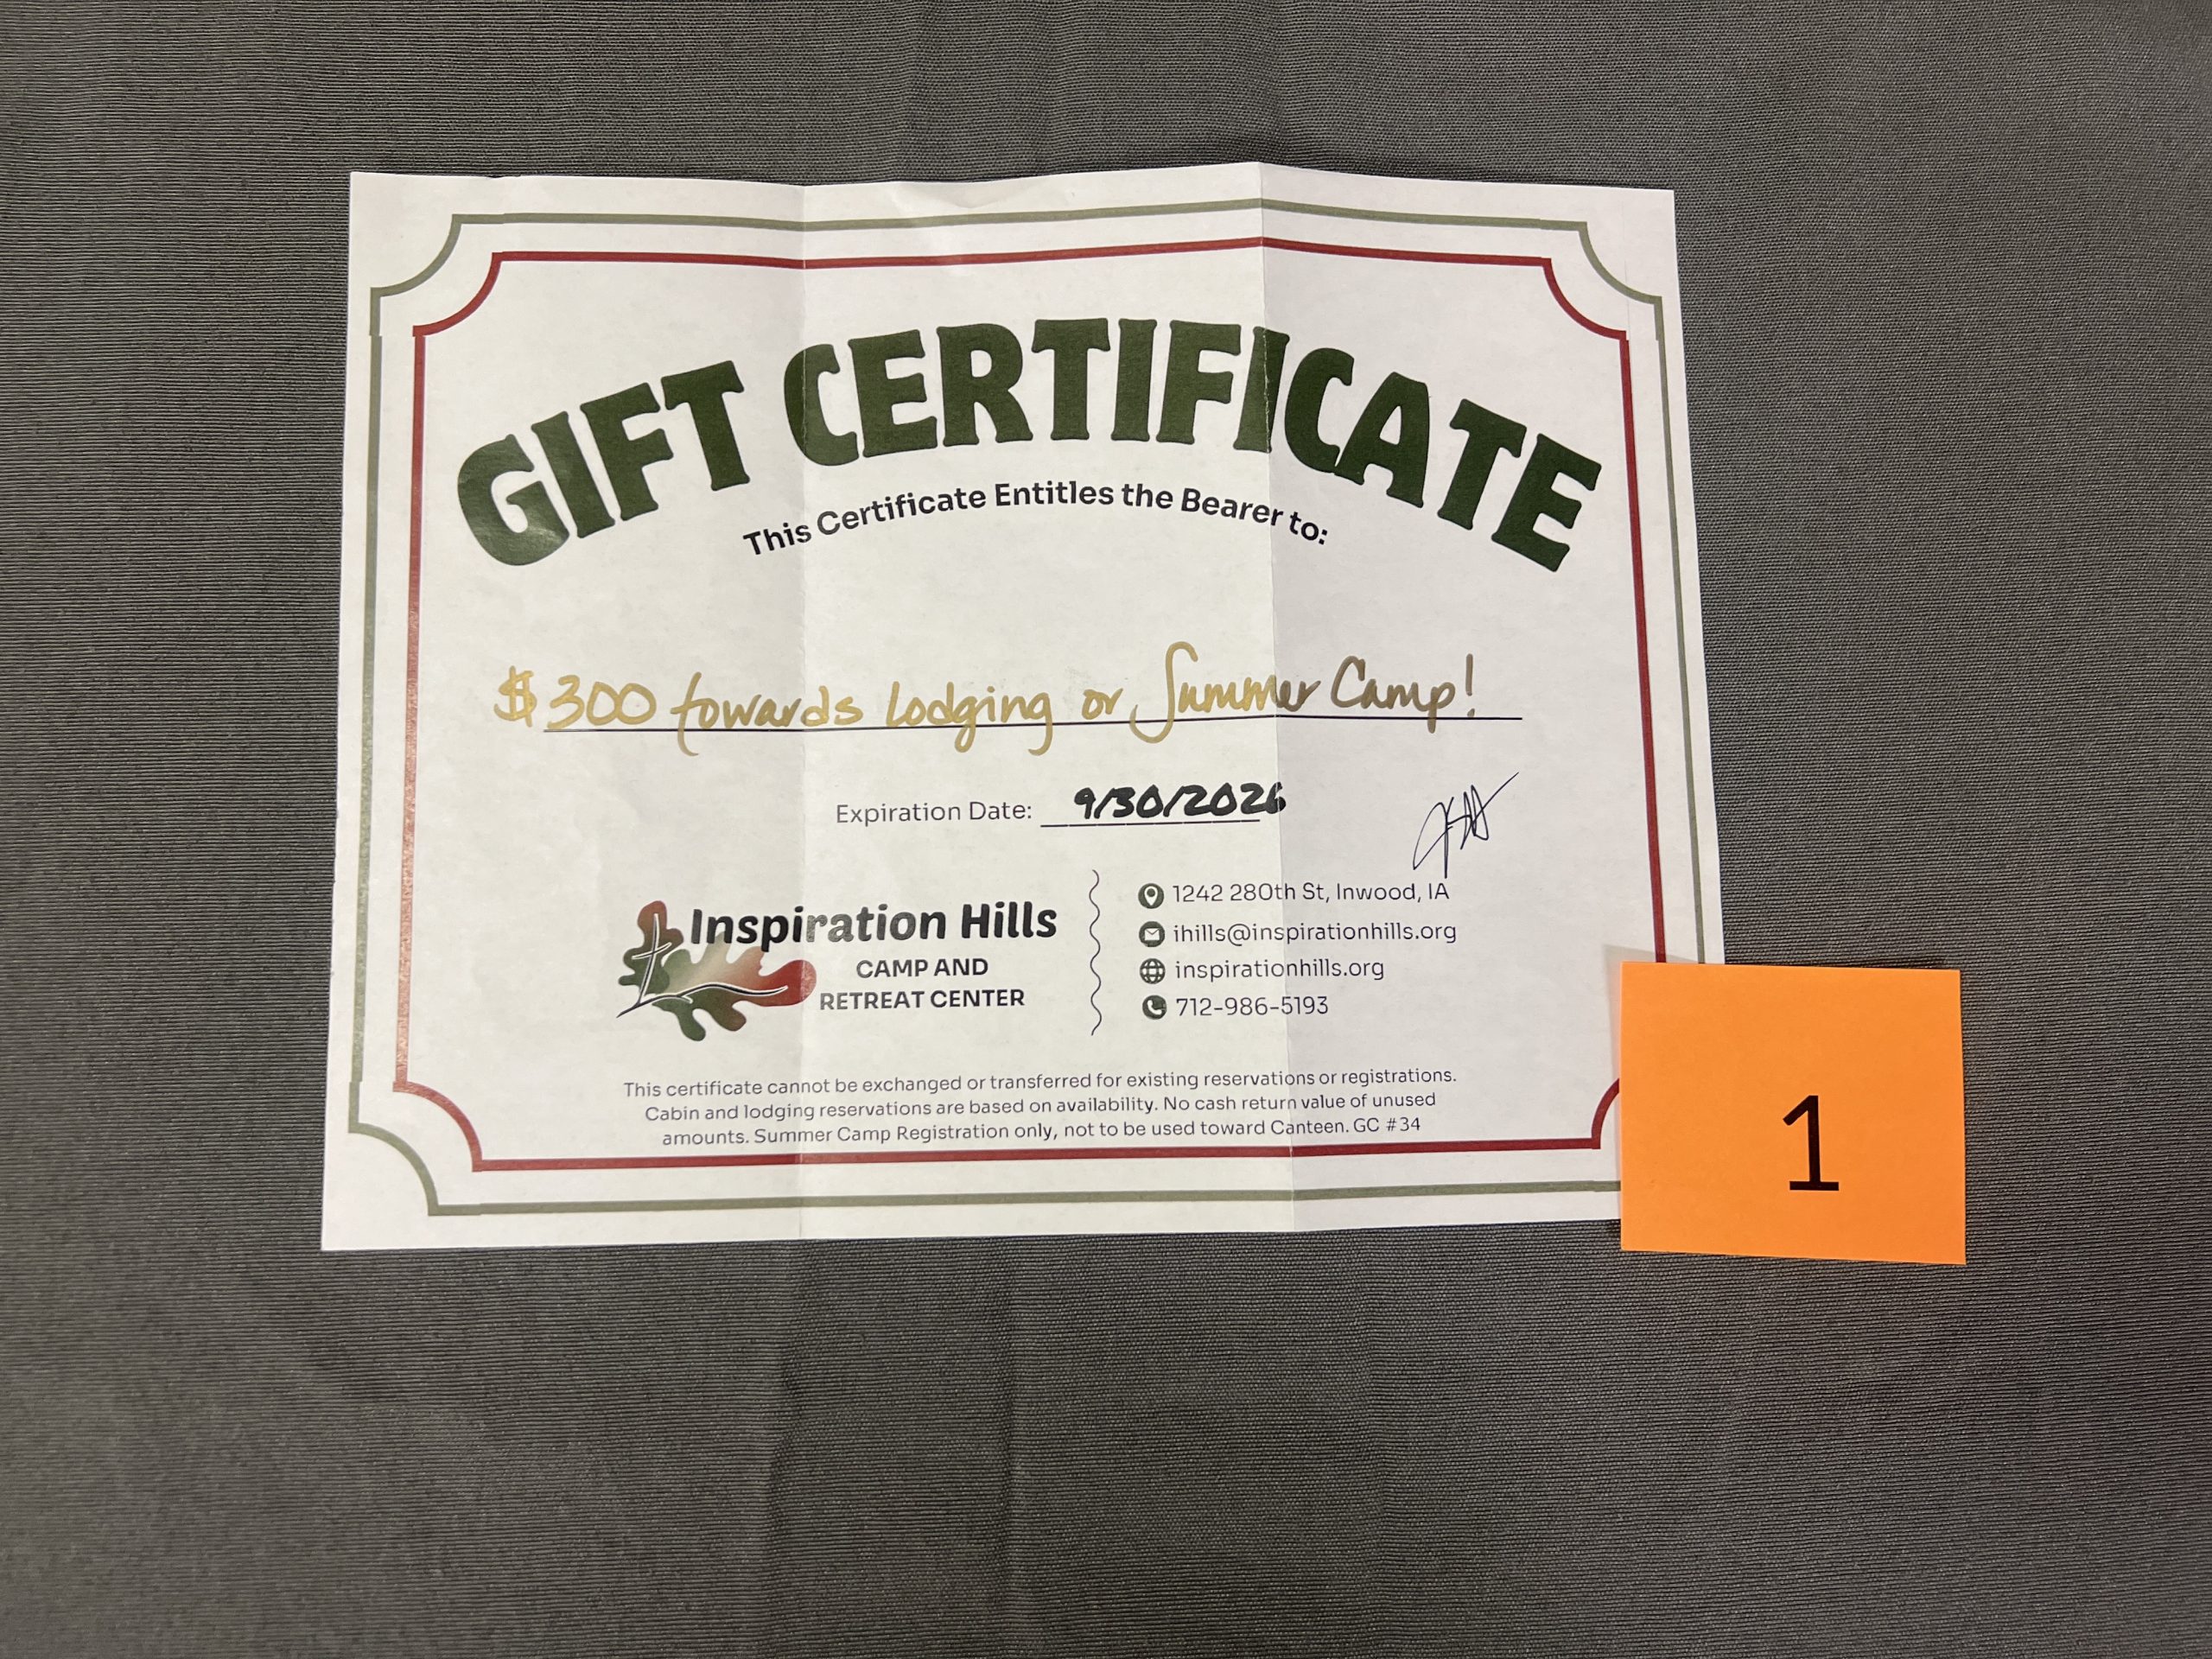 GIFT CERTIFICATE
This Certificate Entitles the Bearer to:
$300 towards Lodging or Summer Camp!
Expiration Date: 9/30/2026
Inspiration Hills
CAMP AND
RETREAT CENTER
1242 280th St, Inwood, IA
ihills@inspirationhills.org
inspirationhills.org
712-986-5193
This certificate cannot be exchanged or transferred for existing reservations or registrations.
Cabin and lodging reservations are based on availability. No cash return value of unused
amounts. Summer Camp Registration only, not to be used toward Canteen. GC #34
1